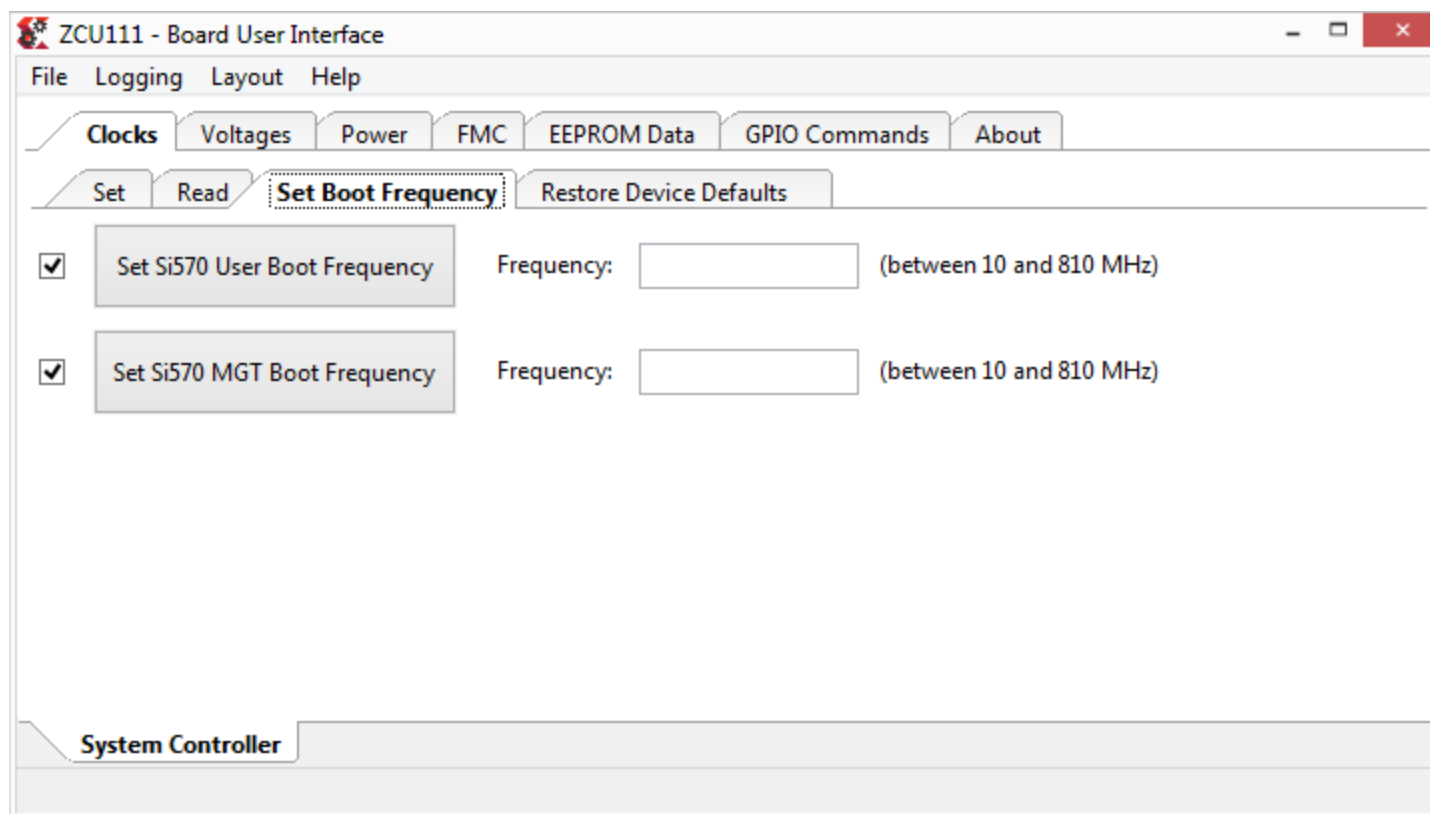 ZCU111 - Board User Interface
File Logging Layout Help
Clocks Voltages Power FMC EEPROM Data GPIO Commands About
Set Read Set Boot Frequency Restore Device Defaults
Set Si570 User Boot Frequency Frequency: (between 10 and 810 MHz)
Set Si570 MGT Boot Frequency Frequency: (between 10 and 810 MHz)
System Controller